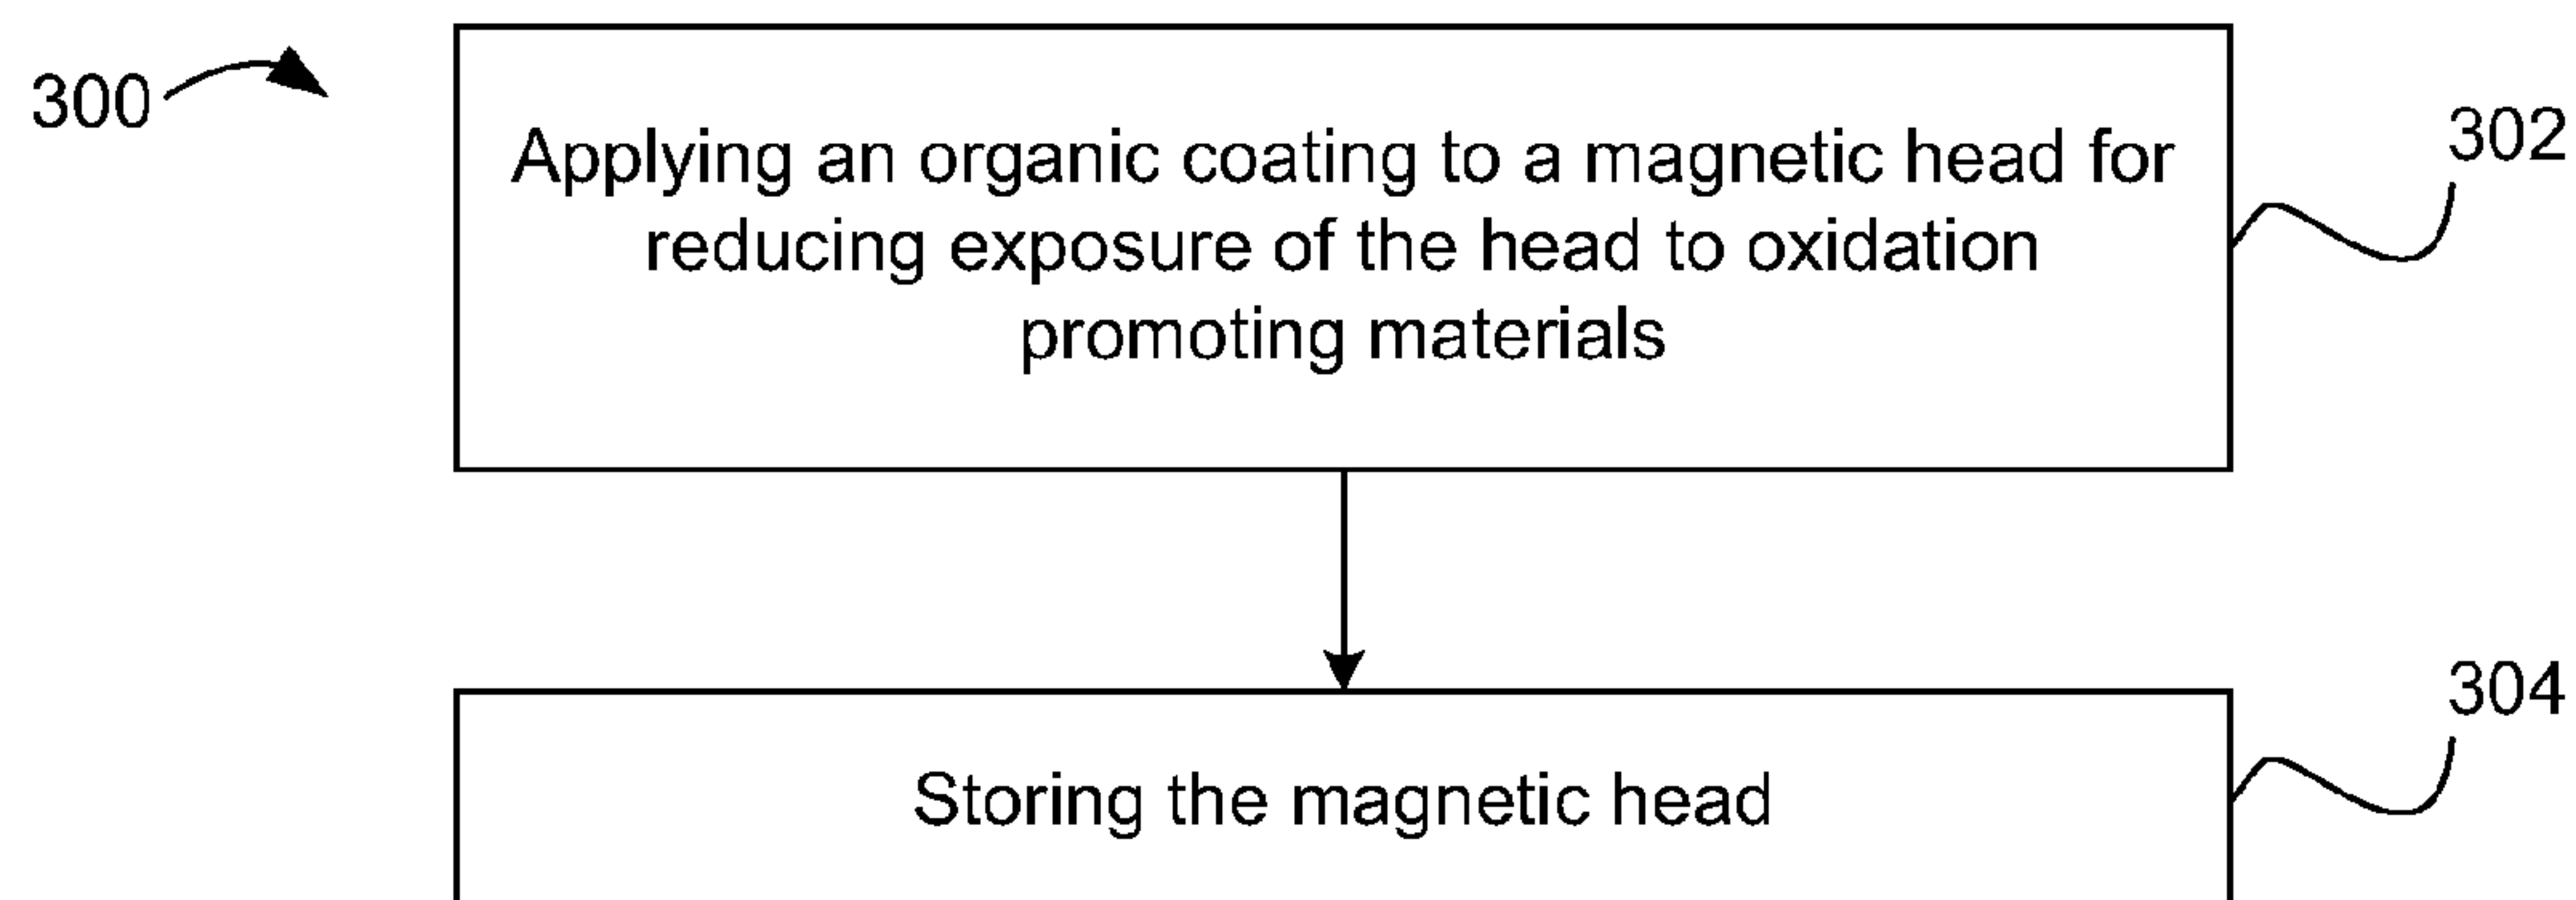 300
Applying an organic coating to a magnetic head for
reducing exposure of the head to oxidation
promoting materials
302
Storing the magnetic head
304